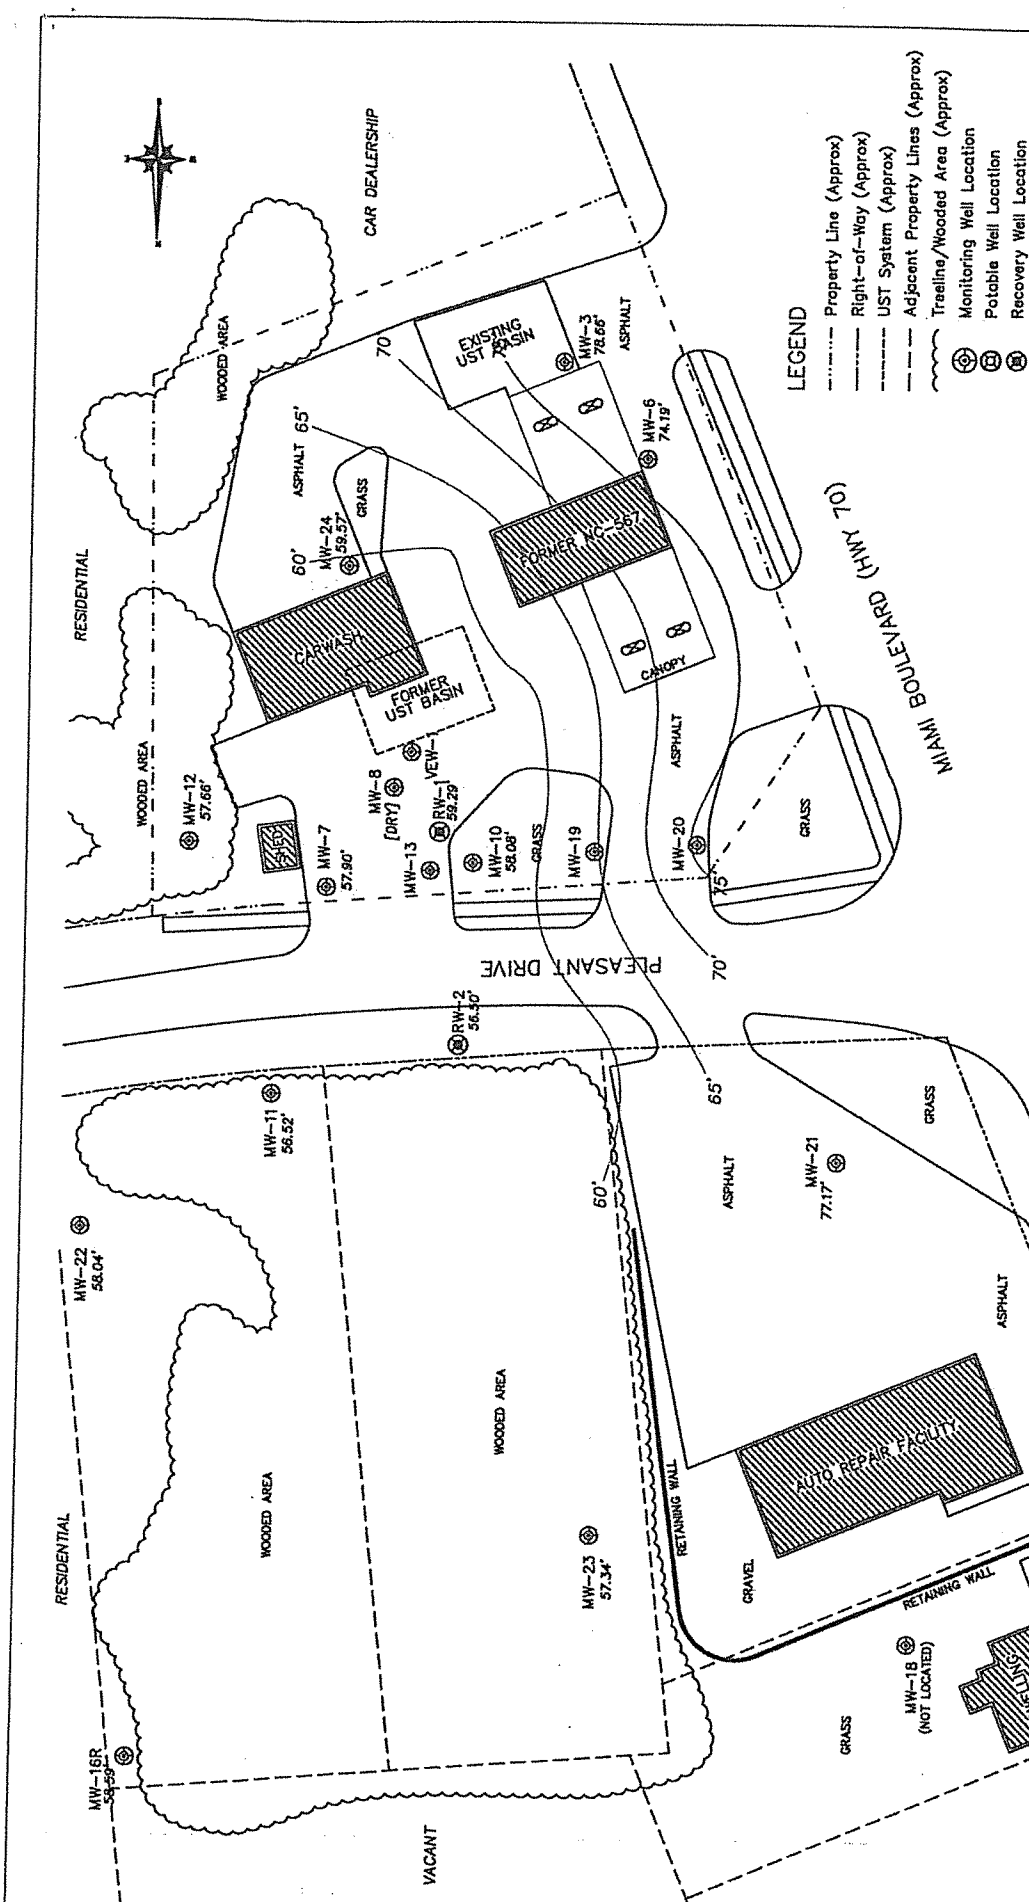 CAR DEALERSHIP
WOODED AREA
RESIDENTIAL
ASPHALT
GRASS
65'
60'
70
EXISTING
UST BASIN
MW-3
78.66'
ASPHALT
MW-6
74.19'
MW-24
59.57'
CARWASH
FORMER
UST BASIN
FORMER NC-567
CANOPY
ASPHALT
WOODED AREA
MW-12
57.66'
SHED
MW-7
57.90'
MW-8
[DRY]
RW-1
59.29'
MW-13
MW-10
58.08'
GRASS
MW-19
MW-20
75'
GRASS
MIAMI BOULEVARD (HWY 70)
LEGEND
Property Line (Approx)
Right-of-Way (Approx)
UST System (Approx)
Adjacent Property Lines (Approx)
Treeline/Wooded Area (Approx)
Monitoring Well Location
Potable Well Location
Recovery Well Location
PLEASANT DRIVE
70'
65'
60'
RW-2
56.50'
MW-11
56.52'
MW-22
58.04'
RESIDENTIAL
WOODED AREA
WOODED AREA
MW-23
57.34'
MW-16R
58.59'
VACANT
ASPHALT
GRASS
MW-21
77.17'
ASPHALT
AUTO REPAIR FACILITY
RETAINING WALL
GRAVEL
RETAINING WALL
MW-18
(NOT LOCATED)
GRASS